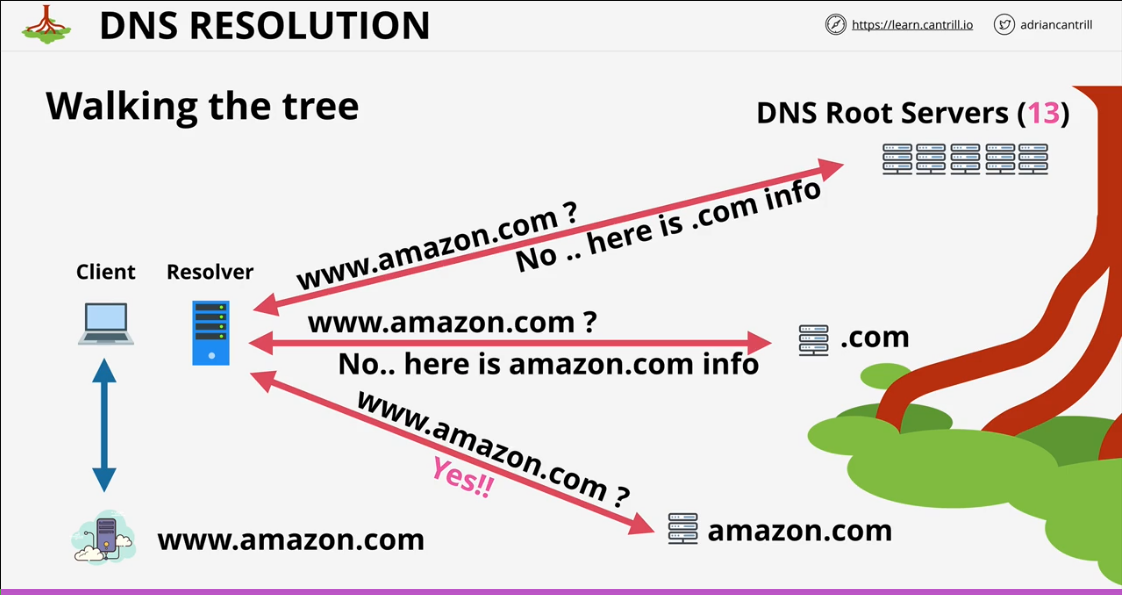 DNS RESOLUTION
https://learn.cantrill.io
adriancantrill
Walking the tree
DNS Root Servers (13)
www.amazon.com ?
No .. here is .com info
Client
Resolver
www.amazon.com ?
.com
No.. here is amazon.com info
www.amazon.com ?
Yes!!
amazon.com
www.amazon.com